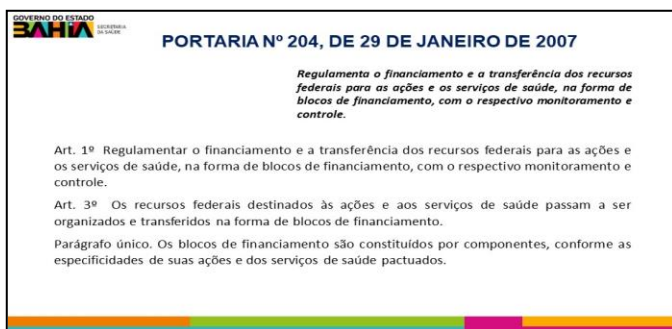 GOVERNO DO ESTADO
BAHIA
SECRETARIA
DA SAÚDE
PORTARIA Nº 204, DE 29 DE JANEIRO DE 2007
Regulamenta o financiamento e a transferência dos recursos
federais para as ações e os serviços de saúde, na forma de
blocos de financiamento, com o respectivo monitoramento e
controle.
Art. 1º Regulamentar o financiamento e a transferência dos recursos federais para as ações e
os serviços de saúde, na forma de blocos de financiamento, com o respectivo monitoramento e
controle.
Art. 3º Os recursos federais destinados às ações e aos serviços de saúde passam a ser
organizados e transferidos na forma de blocos de financiamento.
Parágrafo único. Os blocos de financiamento são constituídos por componentes, conforme as
especificidades de suas ações e dos serviços de saúde pactuados.